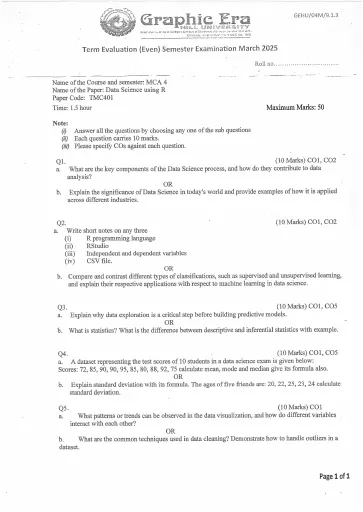 GEHU/04M/9.1.3
Graphic Era
HILL UNIVERSITY
Term Evaluation (Even) Semester Examination March 2025
Roll no..............................
Name of the Course and semester: MCA 4
Name of the Paper: Data Science using R
Paper Code: TMC401
Time: 1.5 hour Maximum Marks: 50
Note:
(i) Answer all the questions by choosing any one of the sub questions
(ii) Each question carries 10 marks.
(iii) Please specify COs against each question.
Q1. (10 Marks) CO1, CO2
a. What are the key components of the Data Science process, and how do they contribute to data
analysis?
OR
b. Explain the significance of Data Science in today's world and provide examples of how it is applied
across different industries.
Q2. (10 Marks) CO1, CO2
a. Write short notes on any three
(i) R programming language
(ii) RStudio
(iii) Independent and dependent variables
(iv) CSV file.
OR
b. Compare and contrast different types of classifications, such as supervised and unsupervised learning,
and explain their respective applications with respect to machine learning in data science.
Q3. (10 Marks) CO1, CO5
a. Explain why data exploration is a critical step before building predictive models.
OR
b. What is statistics? What is the difference between descriptive and inferential statistics with example.
Q4. (10 Marks) CO1, CO5
a. A dataset representing the test scores of 10 students in a data science exam is given below:
Scores: 72, 85, 90, 90, 95, 85, 80, 88, 92, 75 calculate mean, mode and median give its formula also.
OR
b. Explain standard deviation with its formula. The ages of five friends are: 20, 22, 25, 23, 24 calculate
standard deviation.
Q5. (10 Marks) CO1
a. What patterns or trends can be observed in the data visualization, and how do different variables
interact with each other?
OR
b. What are the common techniques used in data cleaning? Demonstrate how to handle outliers in a
dataset.
Page 1 of 1